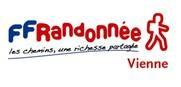 FFRandonnée
les chemins, une richesse partagée
Vienne